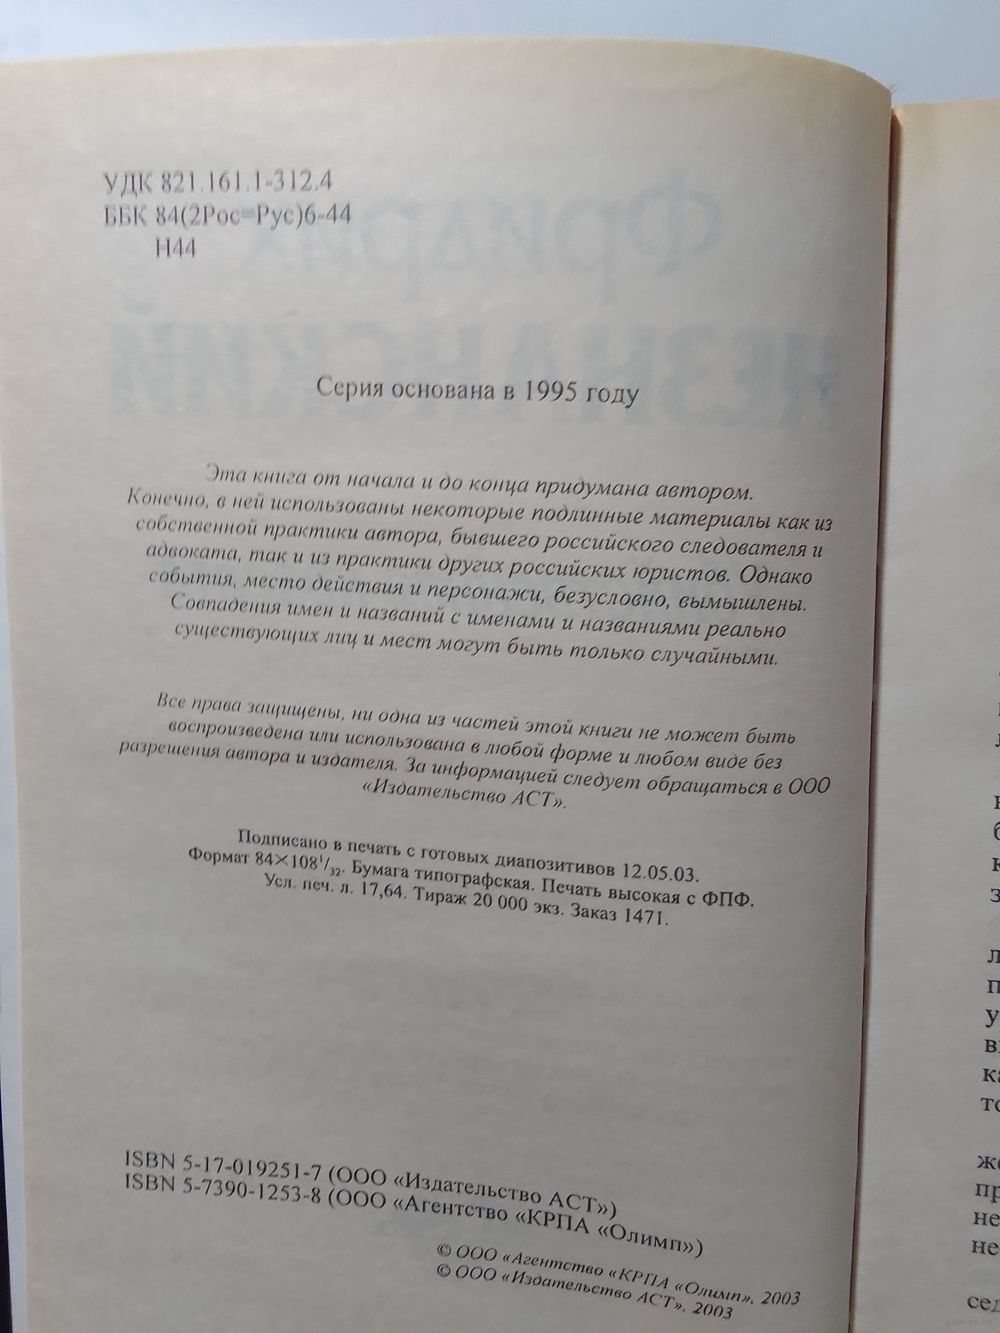 УДК 821.161.1-312.4
ББК 84(2Рос=Рус)6-44
Н44
Фридрих
НЕЗНАНСКИЙ
Серия основана в 1995 году
Эта книга от начала и до конца придумана автором.
Конечно, в ней использованы некоторые подлинные материалы как из
собственной практики автора, бывшего российского следователя и
адвоката, так и из практики других российских юристов. Однако
события, место действия и персонажи, безусловно, вымышлены.
Совпадения имен и названий с именами и названиями реально
существующих лиц и мест могут быть только случайными.
Все права защищены, ни одна из частей этой книги не может быть
воспроизведена или использована в любой форме и любом виде без
разрешения автора и издателя. За информацией следует обращаться в ООО
«Издательство АСТ».
Подписано в печать с готовых диапозитивов 12.05.03.
Формат 84×108¹/₃₂. Бумага типографская. Печать высокая с ФПФ.
Усл. печ. л. 17,64. Тираж 20 000 экз. Заказ 1471.
ISBN 5-17-019251-7 (ООО «Издательство АСТ»)
ISBN 5-7390-1253-8 (ООО «Агентство «КРПА «Олимп»)
© ООО «Агентство «КРПА «Олимп», 2003
© ООО «Издательство АСТ», 2003